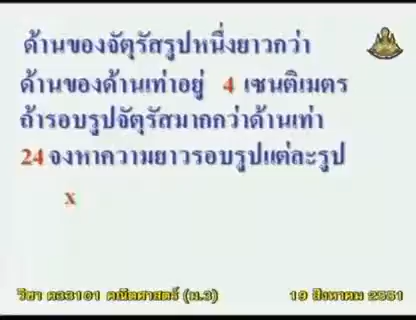 ด้านของจัตุรัสรูปหนึ่งยาวกว่า
ด้านของด้านเท่าอยู่ 4 เซนติเมตร
ถ้ารอบรูปจัตุรัสมากกว่าด้านเท่า
24 จงหาความยาวรอบรูปแต่ละรูป
x
วิชา ค33101 คณิตศาสตร์ (ม.3)
19 สิงหาคม 2551